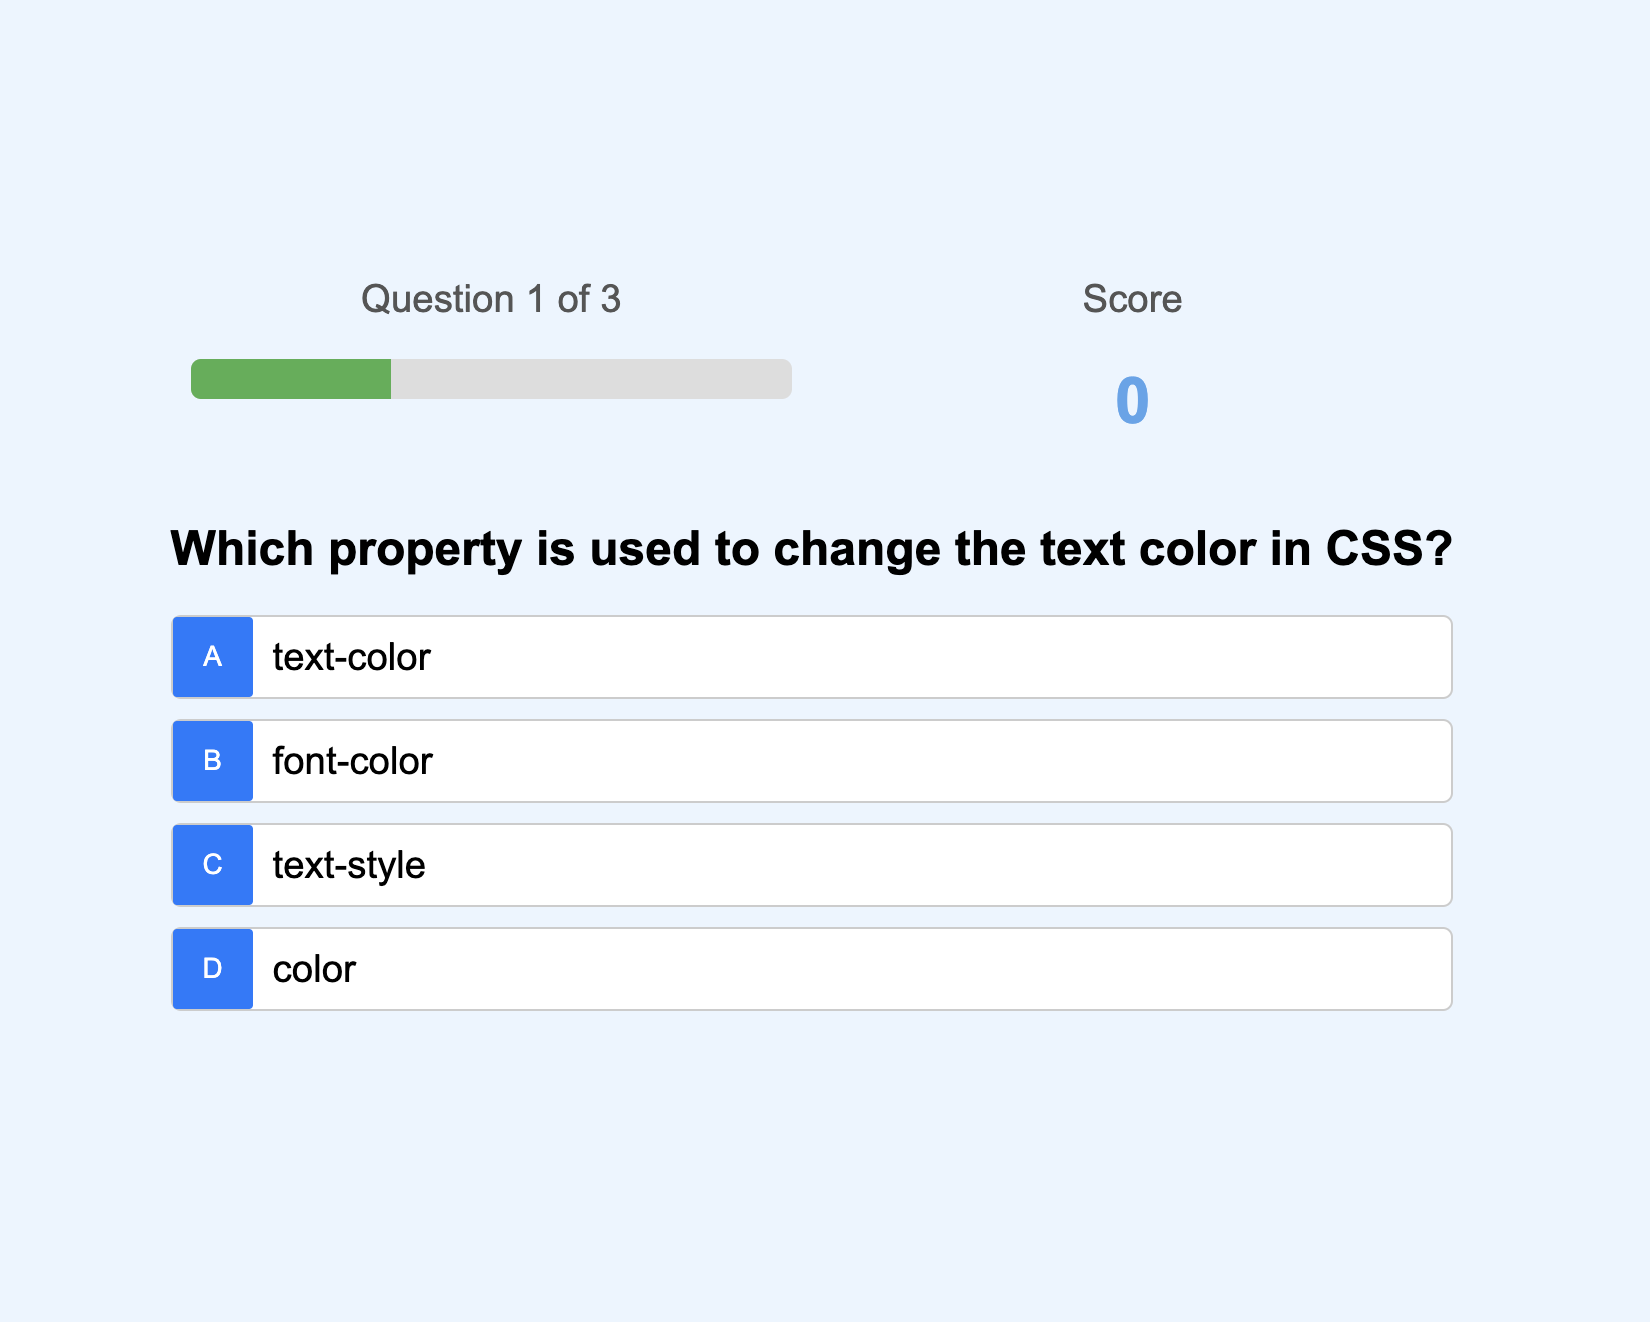 Question 1 of 3
Score
0
Which property is used to change the text color in CSS?
A text-color
B font-color
C text-style
D color